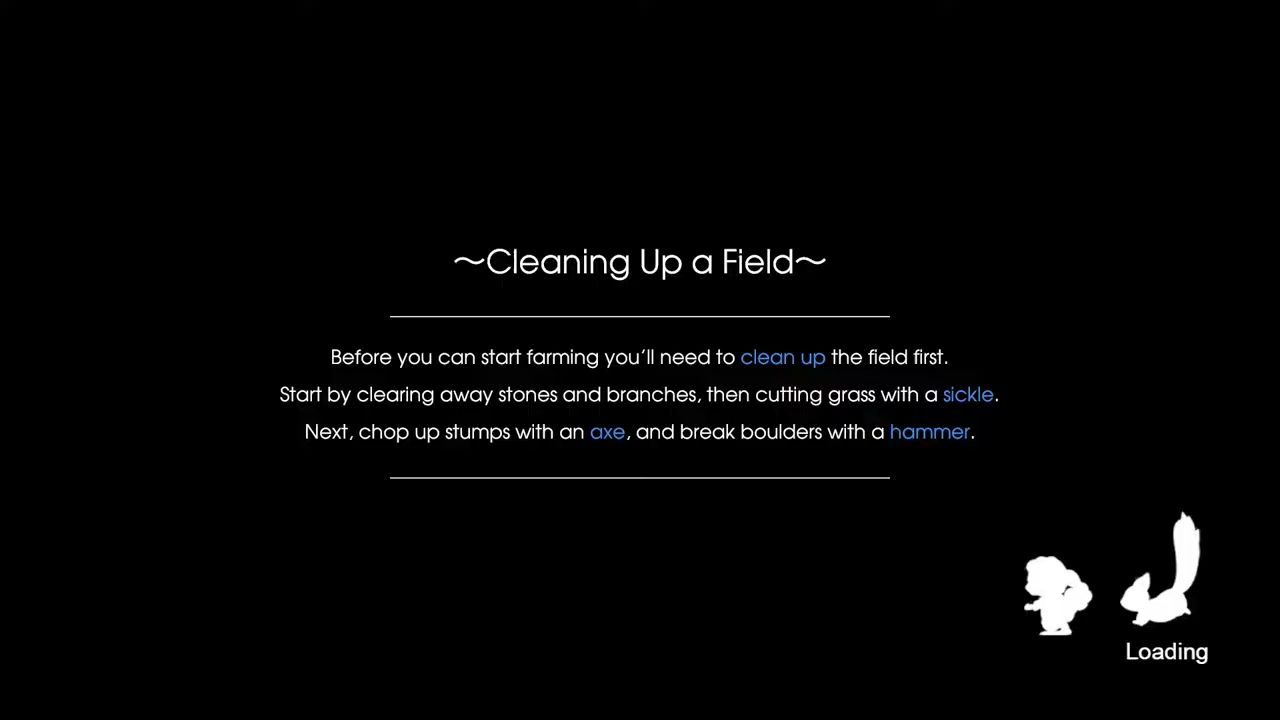 ～Cleaning Up a Field～
Before you can start farming you'll need to clean up the field first.
Start by clearing away stones and branches, then cutting grass with a sickle.
Next, chop up stumps with an axe, and break boulders with a hammer.
Loading